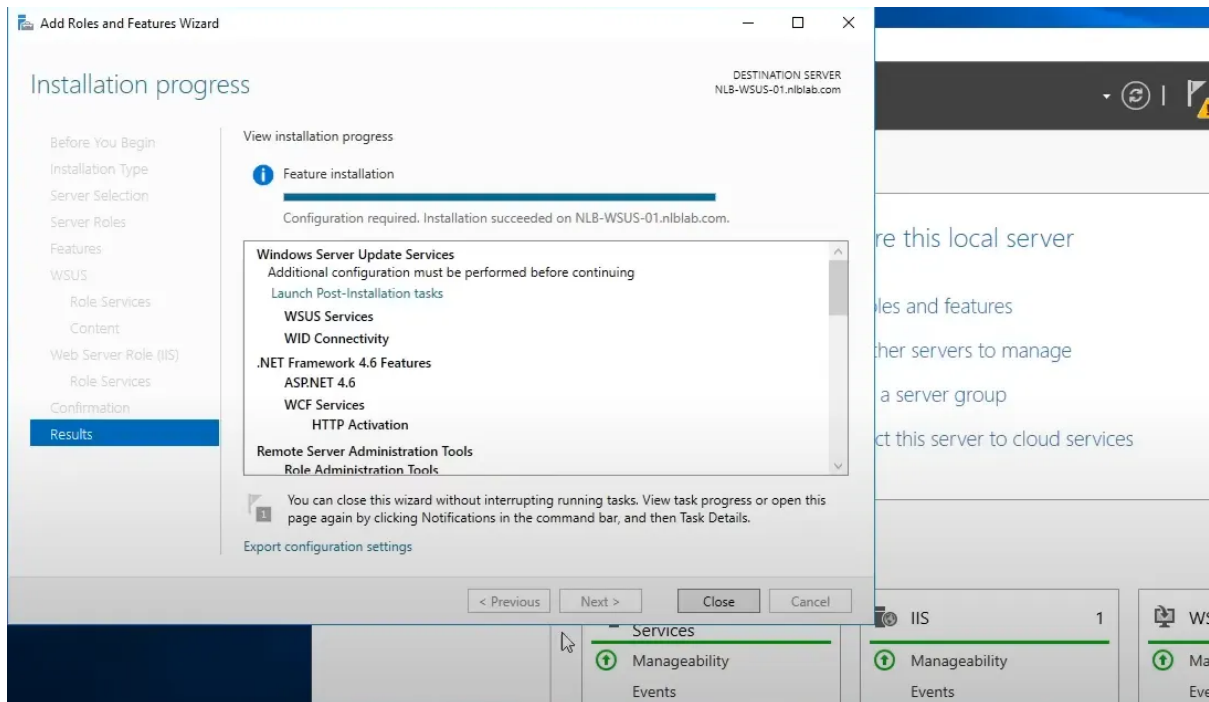 Add Roles and Features Wizard
Installation progress
DESTINATION SERVER
NLB-WSUS-01.nlblab.com
Before You Begin
Installation Type
Server Selection
Server Roles
Features
WSUS
Role Services
Content
Web Server Role (IIS)
Role Services
Confirmation
Results
View installation progress
Feature installation
Configuration required. Installation succeeded on NLB-WSUS-01.nlblab.com.
Windows Server Update Services
Additional configuration must be performed before continuing
Launch Post-Installation tasks
WSUS Services
WID Connectivity
.NET Framework 4.6 Features
ASP.NET 4.6
WCF Services
HTTP Activation
Remote Server Administration Tools
Role Administration Tools
1
You can close this wizard without interrupting running tasks. View task progress or open this
page again by clicking Notifications in the command bar, and then Task Details.
Export configuration settings
< Previous
Next >
Close
Cancel
re this local server
les and features
her servers to manage
a server group
ct this server to cloud services
Services
Manageability
Events
IIS 1
Manageability
Events
WS
Ma
Eve